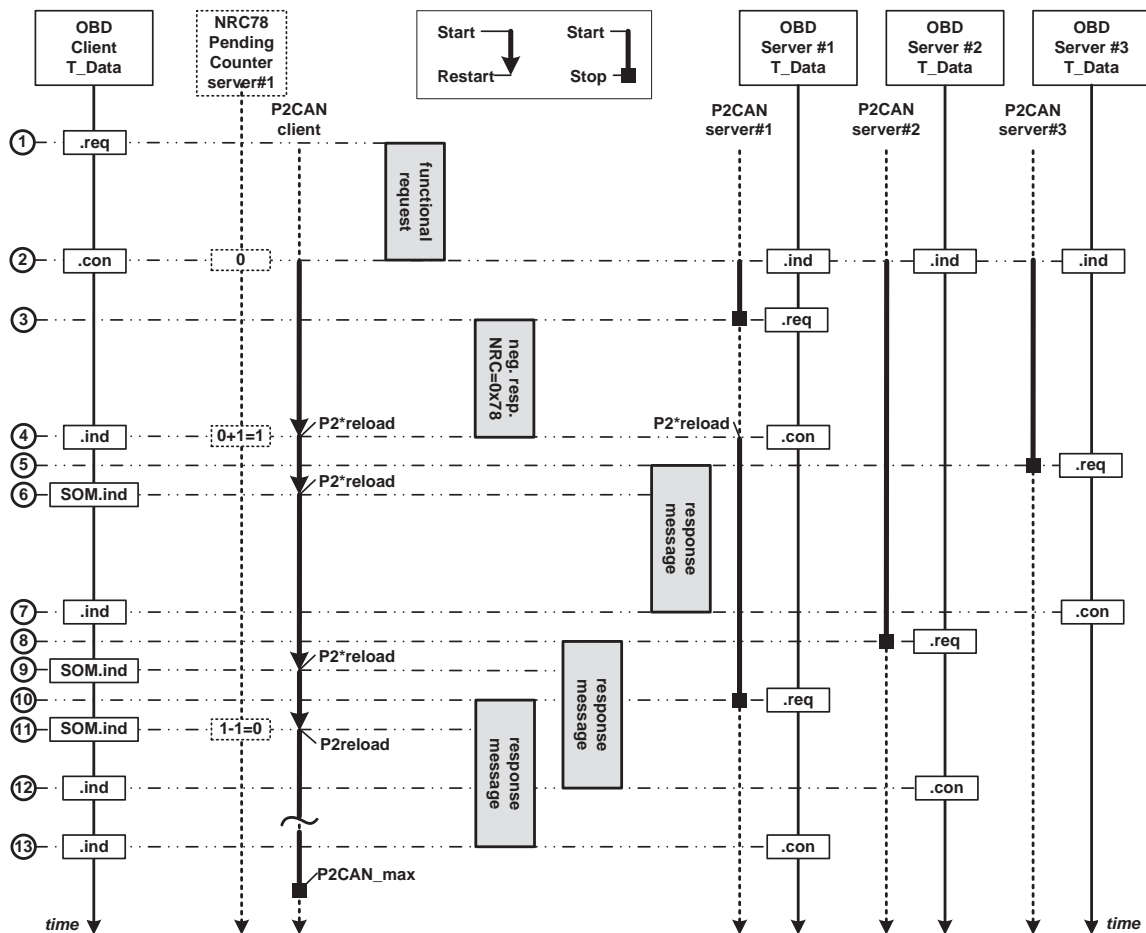 OBD
Client
T_Data
NRC78
Pending
Counter
server#1
Start
Restart
Start
Stop
OBD
Server #1
T_Data
OBD
Server #2
T_Data
OBD
Server #3
T_Data
P2CAN
client
P2CAN
server#1
P2CAN
server#2
P2CAN
server#3
1
.req
functional
request
2
.con
0
.ind
.ind
.ind
3
.req
neg. resp.
NRC=0x78
4
.ind
0+1=1
P2*reload
P2*reload
.con
5
.req
6
SOM.ind
P2*reload
response
message
7
.ind
.con
8
.req
9
SOM.ind
P2*reload
response
message
10
.req
11
SOM.ind
1-1=0
P2reload
response
message
12
.ind
.con
13
.ind
.con
P2CAN_max
time
time